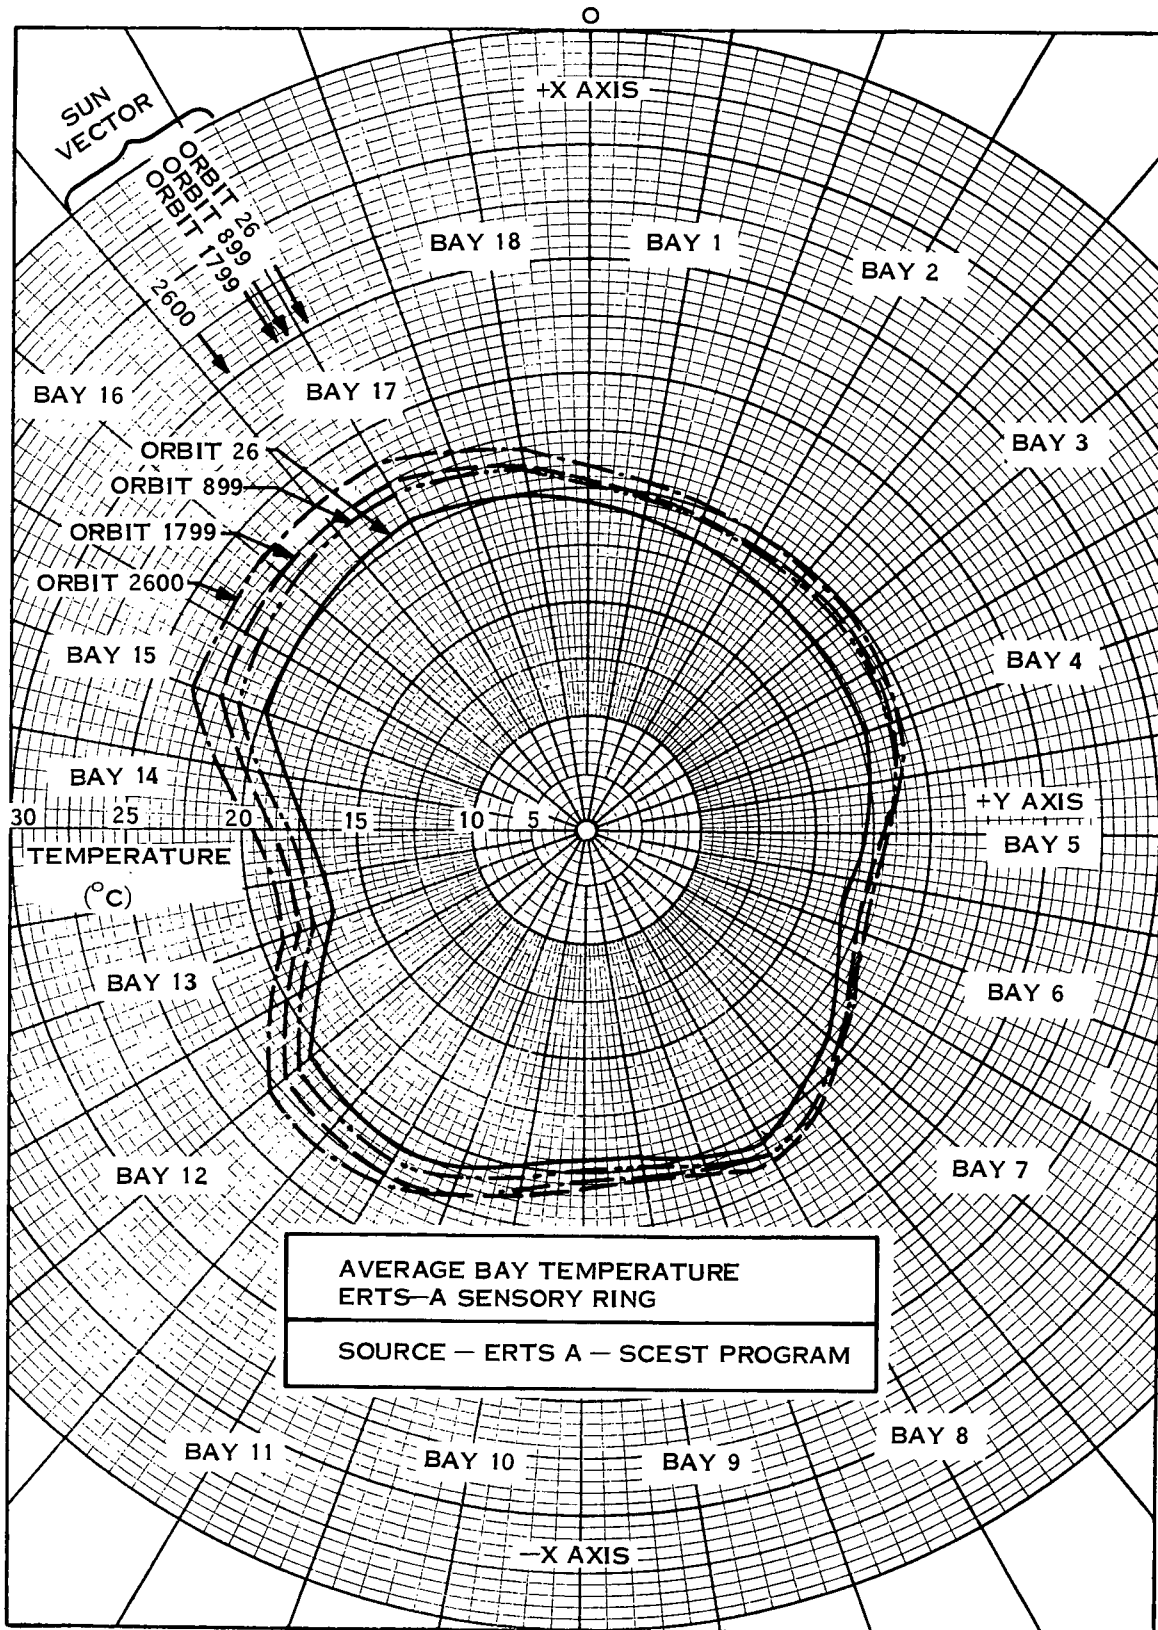 O
+X AXIS
SUN
VECTOR
ORBIT 26
ORBIT 899
ORBIT 1799
2600
BAY 18
BAY 1
BAY 2
BAY 16
BAY 17
BAY 3
ORBIT 26
ORBIT 899
ORBIT 1799
ORBIT 2600
BAY 15
BAY 4
BAY 14
+Y AXIS
30 25 20 15 10 5
BAY 5
TEMPERATURE
(°C)
BAY 13
BAY 6
BAY 12
BAY 7
AVERAGE BAY TEMPERATURE
ERTS—A SENSORY RING
SOURCE — ERTS A — SCEST PROGRAM
BAY 11
BAY 10
BAY 9
BAY 8
—X AXIS